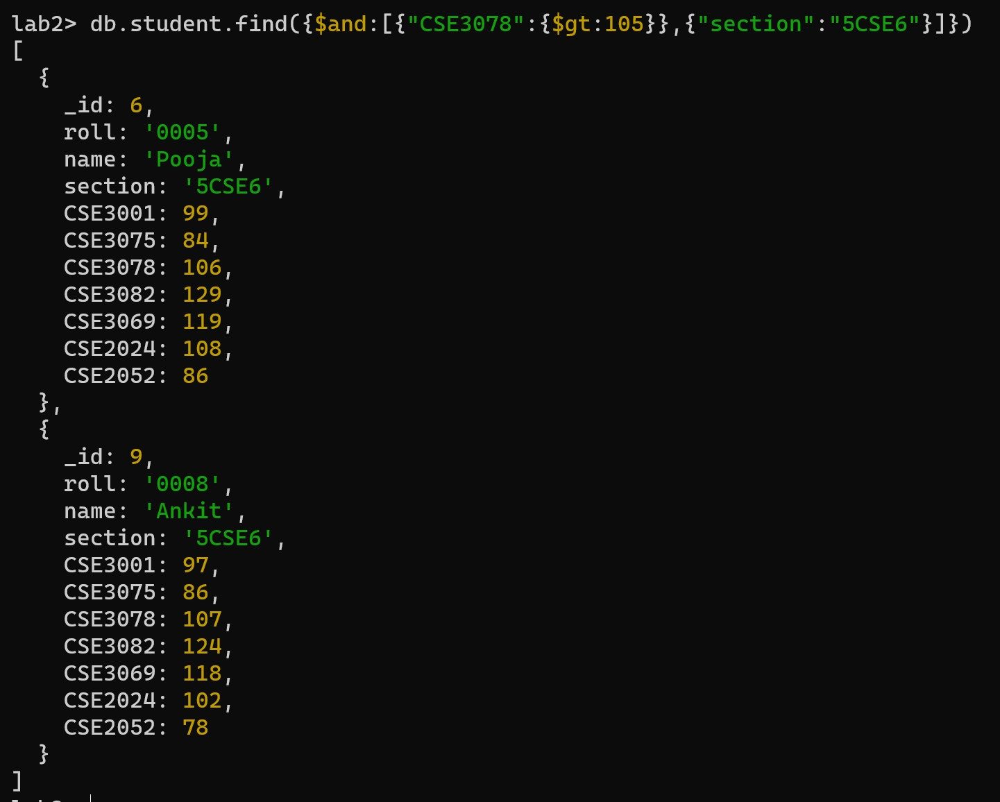 lab2> db.student.find({$and:[{"CSE3078":{$gt:105}},{"section":"5CSE6"}]})
[
  {
    _id: 6,
    roll: '0005',
    name: 'Pooja',
    section: '5CSE6',
    CSE3001: 99,
    CSE3075: 84,
    CSE3078: 106,
    CSE3082: 129,
    CSE3069: 119,
    CSE2024: 108,
    CSE2052: 86
  },
  {
    _id: 9,
    roll: '0008',
    name: 'Ankit',
    section: '5CSE6',
    CSE3001: 97,
    CSE3075: 86,
    CSE3078: 107,
    CSE3082: 124,
    CSE3069: 118,
    CSE2024: 102,
    CSE2052: 78
  }
]